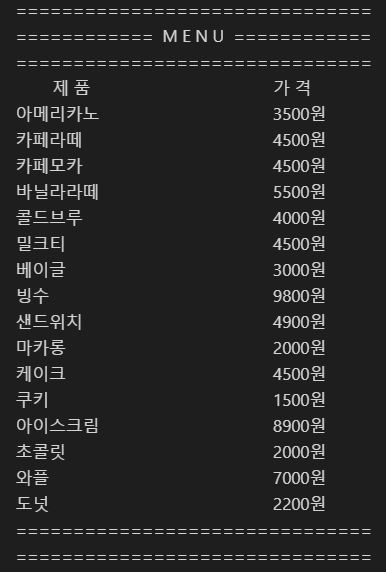 ===============================
============ M E N U ============
===============================
제 품 가 격
아메리카노 3500원
카페라떼 4500원
카페모카 4500원
바닐라라떼 5500원
콜드브루 4000원
밀크티 4500원
베이글 3000원
빙수 9800원
샌드위치 4900원
마카롱 2000원
케이크 4500원
쿠키 1500원
아이스크림 8900원
초콜릿 2000원
와플 7000원
도넛 2200원
===============================
===============================